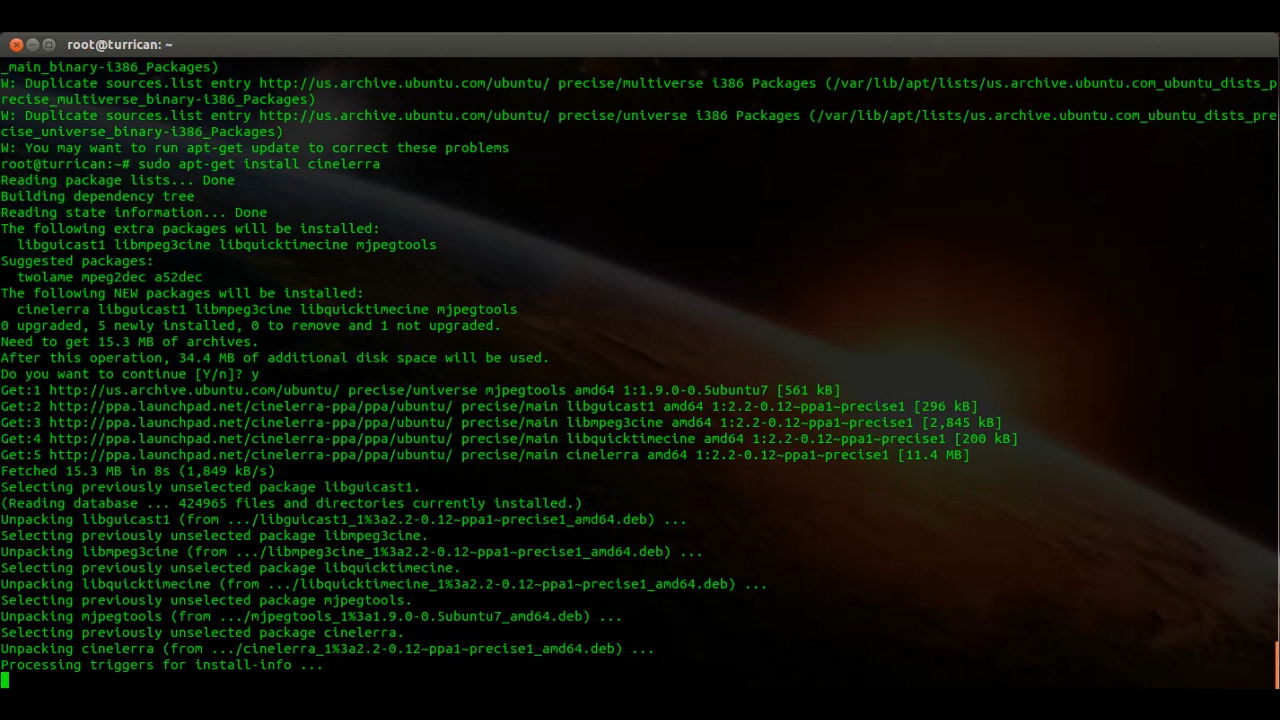 root@turrican: ~
_main_binary-i386_Packages)
W: Duplicate sources.list entry http://us.archive.ubuntu.com/ubuntu/ precise/multiverse i386 Packages (/var/lib/apt/lists/us.archive.ubuntu.com_ubuntu_dists_p
recise_multiverse_binary-i386_Packages)
W: Duplicate sources.list entry http://us.archive.ubuntu.com/ubuntu/ precise/universe i386 Packages (/var/lib/apt/lists/us.archive.ubuntu.com_ubuntu_dists_pre
cise_universe_binary-i386_Packages)
W: You may want to run apt-get update to correct these problems
root@turrican:~# sudo apt-get install cinelerra
Reading package lists... Done
Building dependency tree
Reading state information... Done
The following extra packages will be installed:
  libguicast1 libmpeg3cine libquicktimecine mjpegtools
Suggested packages:
  twolame mpeg2dec a52dec
The following NEW packages will be installed:
  cinelerra libguicast1 libmpeg3cine libquicktimecine mjpegtools
0 upgraded, 5 newly installed, 0 to remove and 1 not upgraded.
Need to get 15.3 MB of archives.
After this operation, 34.4 MB of additional disk space will be used.
Do you want to continue [Y/n]? y
Get:1 http://us.archive.ubuntu.com/ubuntu/ precise/universe mjpegtools amd64 1:1.9.0-0.5ubuntu7 [561 kB]
Get:2 http://ppa.launchpad.net/cinelerra-ppa/ppa/ubuntu/ precise/main libguicast1 amd64 1:2.2-0.12~ppa1~precise1 [296 kB]
Get:3 http://ppa.launchpad.net/cinelerra-ppa/ppa/ubuntu/ precise/main libmpeg3cine amd64 1:2.2-0.12~ppa1~precise1 [2,845 kB]
Get:4 http://ppa.launchpad.net/cinelerra-ppa/ppa/ubuntu/ precise/main libquicktimecine amd64 1:2.2-0.12~ppa1~precise1 [200 kB]
Get:5 http://ppa.launchpad.net/cinelerra-ppa/ppa/ubuntu/ precise/main cinelerra amd64 1:2.2-0.12~ppa1~precise1 [11.4 MB]
Fetched 15.3 MB in 8s (1,849 kB/s)
Selecting previously unselected package libguicast1.
(Reading database ... 424965 files and directories currently installed.)
Unpacking libguicast1 (from .../libguicast1_1%3a2.2-0.12~ppa1~precise1_amd64.deb) ...
Selecting previously unselected package libmpeg3cine.
Unpacking libmpeg3cine (from .../libmpeg3cine_1%3a2.2-0.12~ppa1~precise1_amd64.deb) ...
Selecting previously unselected package libquicktimecine.
Unpacking libquicktimecine (from .../libquicktimecine_1%3a2.2-0.12~ppa1~precise1_amd64.deb) ...
Selecting previously unselected package mjpegtools.
Unpacking mjpegtools (from .../mjpegtools_1%3a1.9.0-0.5ubuntu7_amd64.deb) ...
Selecting previously unselected package cinelerra.
Unpacking cinelerra (from .../cinelerra_1%3a2.2-0.12~ppa1~precise1_amd64.deb) ...
Processing triggers for install-info ...